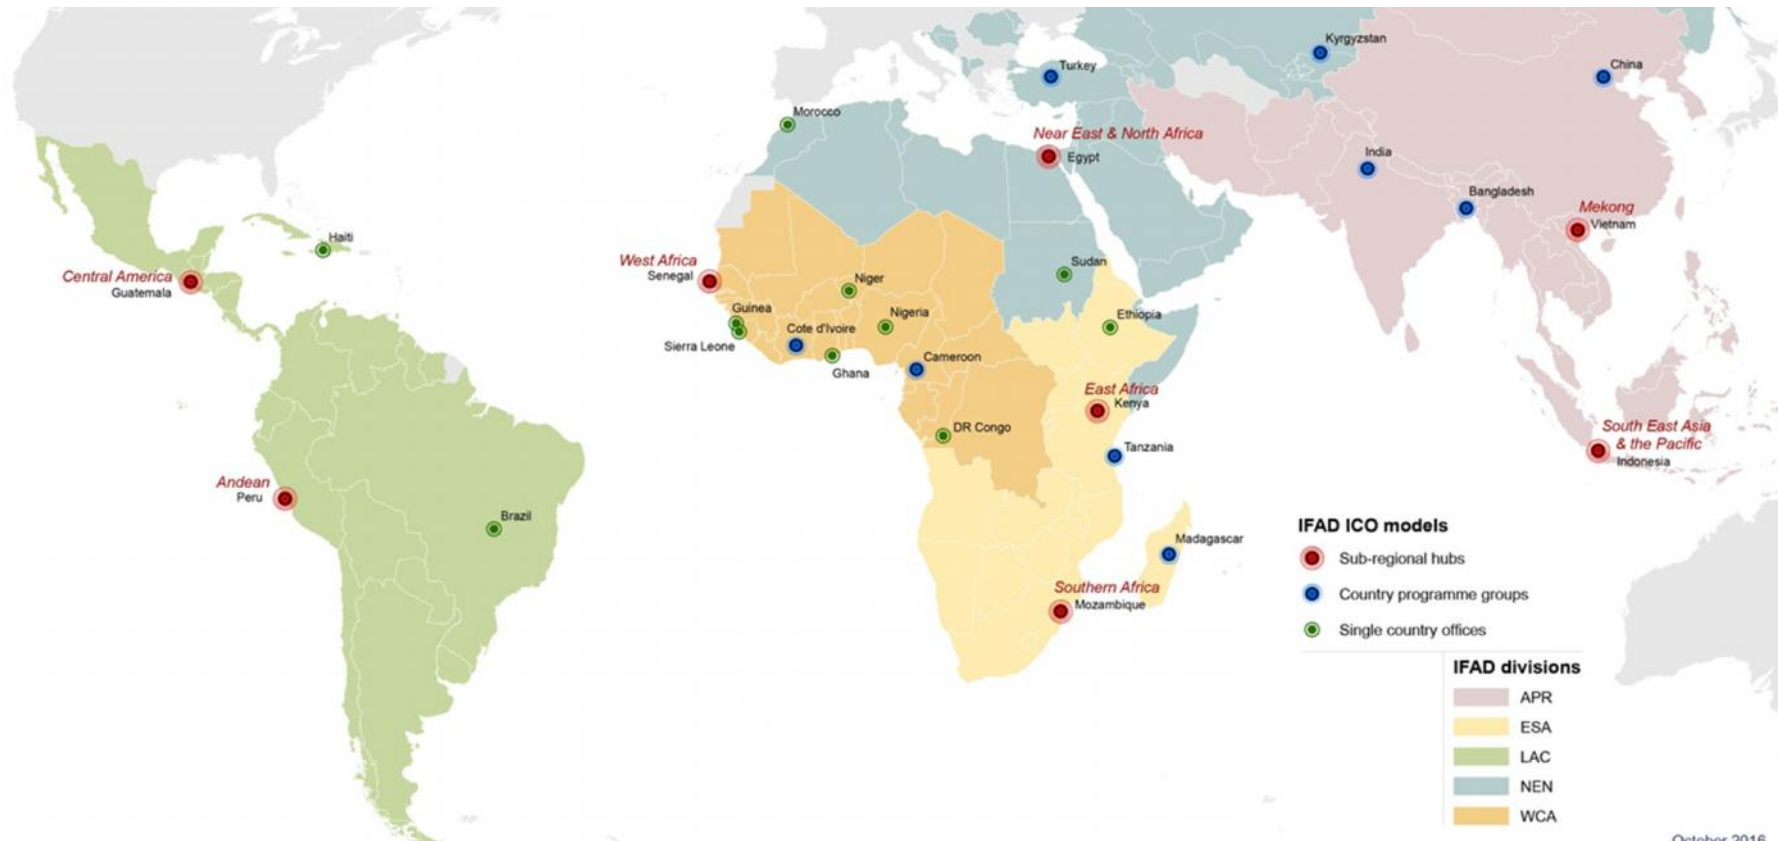 Kyrgyzstan
China
Turkey
Morocco
Near East & North Africa
Egypt
India
Bangladesh
Mekong
Vietnam
Haiti
Central America
Guatemala
West Africa
Senegal
Niger
Sudan
Guinea
Nigeria
Ethiopia
Cote d'Ivoire
Sierra Leone
Ghana
Cameroon
East Africa
Kenya
DR Congo
Tanzania
South East Asia
& the Pacific
Indonesia
Andean
Peru
Brazil
Madagascar
Southern Africa
Mozambique
IFAD ICO models
Sub-regional hubs
Country programme groups
Single country offices
IFAD divisions
APR
ESA
LAC
NEN
WCA
October 2016